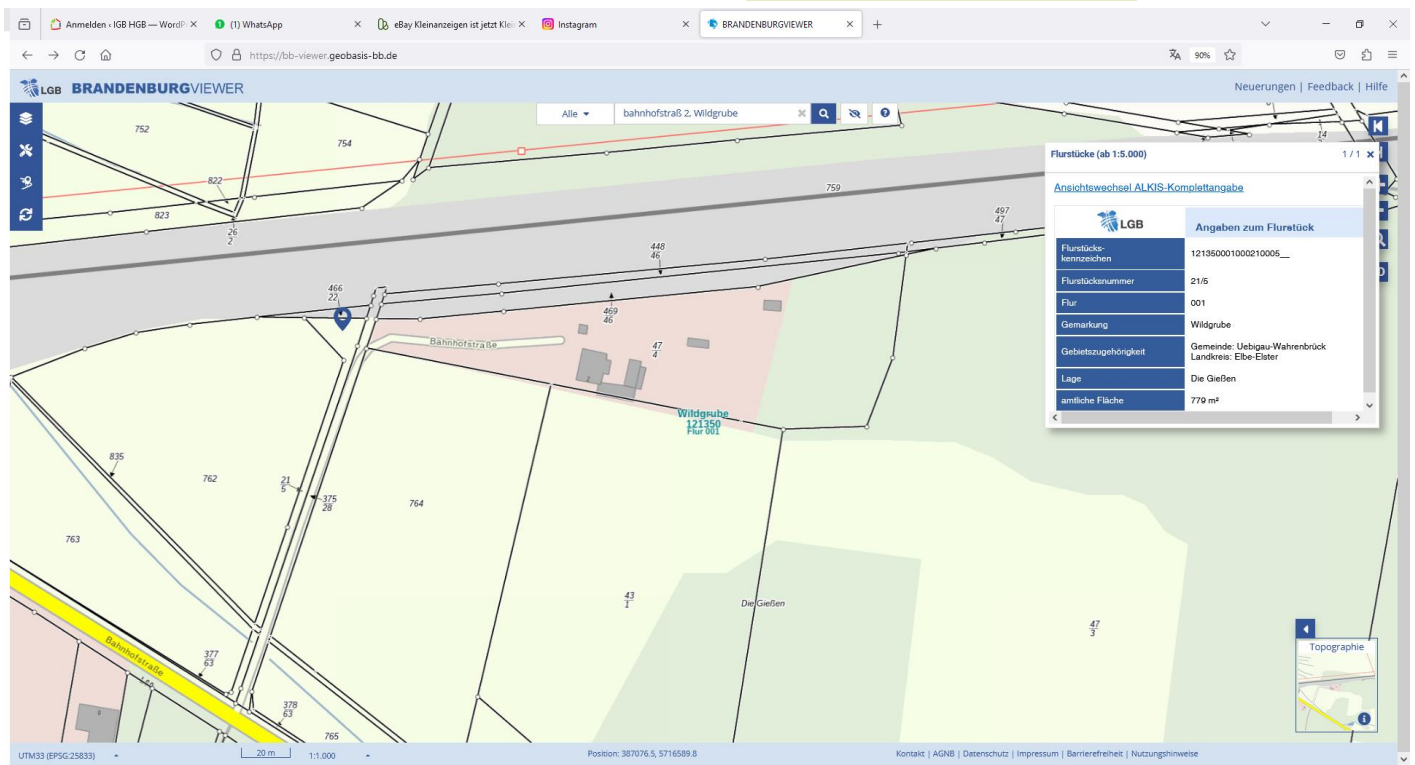 Anmelden ‹ IGB HGB — WordPr
(1) WhatsApp
eBay Kleinanzeigen ist jetzt Klein
Instagram
BRANDENBURGVIEWER
https://bb-viewer.geobasis-bb.de
90%
LGB BRANDENBURGVIEWER
Neuerungen | Feedback | Hilfe
Alle
bahnhofstraß 2, Wildgrube
752
754
822
823
26
2
759
14
497
47
448
46
466
22
469
46
Bahnhofstraße
47
4
2
Wildgrube
121350
Flur 001
835
762
21
5
375
28
764
763
43
1
Die Gießen
47
3
Bahnhofstraße
L60
377
63
378
63
765
Flurstücke (ab 1:5.000)
1 / 1
Ansichtswechsel ALKIS-Komplettangabe
LGB
Angaben zum Flurstück
Flurstücks-
kennzeichen
121350001000210005__
Flurstücksnummer
21/5
Flur
001
Gemarkung
Wildgrube
Gebietszugehörigkeit
Gemeinde: Uebigau-Wahrenbrück
Landkreis: Elbe-Elster
Lage
Die Gießen
amtliche Fläche
779 m²
Topographie
UTM33 (EPSG:25833)
20 m
1:1.000
Position: 387076.5, 5716589.8
Kontakt | AGNB | Datenschutz | Impressum | Barrierefreiheit | Nutzungshinweise